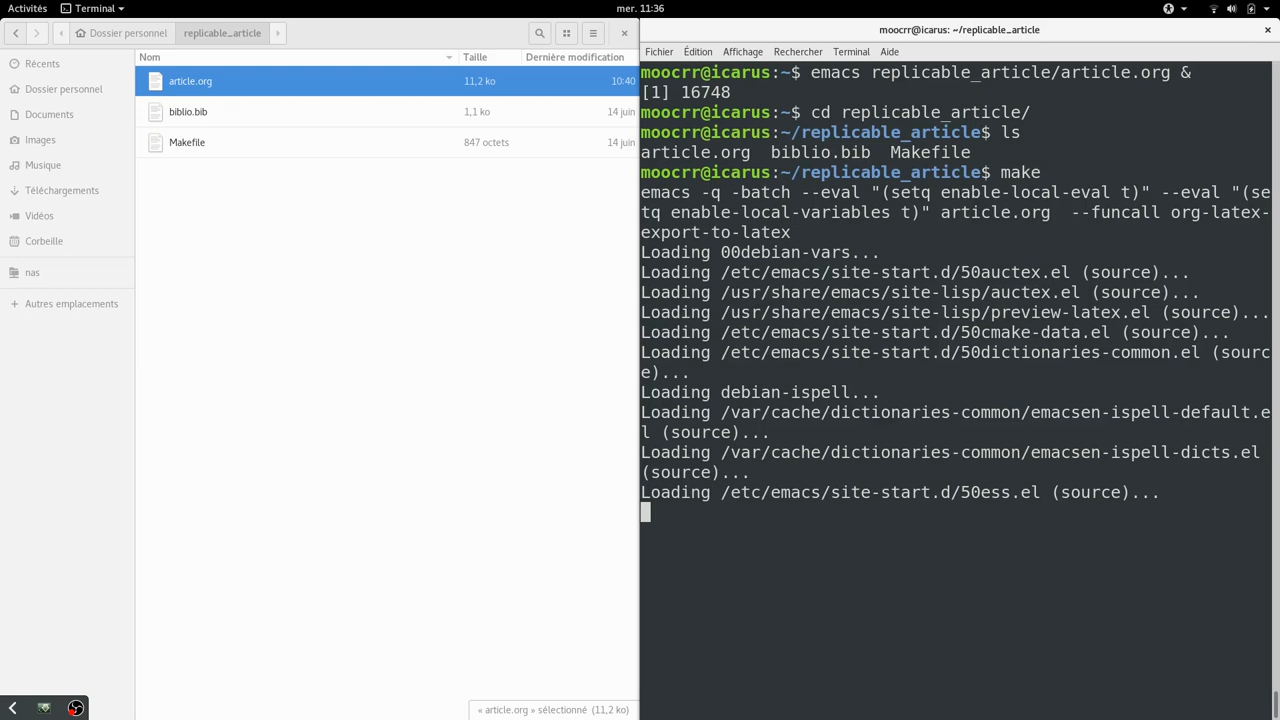 Activités
Terminal
mer. 11:36
Dossier personnel
replicable_article
moocrr@icarus: ~/replicable_article
Nom
Taille
Dernière modification
Récents
Dossier personnel
Documents
Images
Musique
Téléchargements
Vidéos
Corbeille
nas
Autres emplacements
article.org 11,2 ko 10:40
biblio.bib 1,1 ko 14 juin
Makefile 847 octets 14 juin
« article.org » sélectionné (11,2 ko)
Fichier Édition Affichage Rechercher Terminal Aide
moocrr@icarus:~$ emacs replicable_article/article.org &
[1] 16748
moocrr@icarus:~$ cd replicable_article/
moocrr@icarus:~/replicable_article$ ls
article.org biblio.bib Makefile
moocrr@icarus:~/replicable_article$ make
emacs -q -batch --eval "(setq enable-local-eval t)" --eval "(se
tq enable-local-variables t)" article.org --funcall org-latex-
export-to-latex
Loading 00debian-vars...
Loading /etc/emacs/site-start.d/50auctex.el (source)...
Loading /usr/share/emacs/site-lisp/auctex.el (source)...
Loading /usr/share/emacs/site-lisp/preview-latex.el (source)...
Loading /etc/emacs/site-start.d/50cmake-data.el (source)...
Loading /etc/emacs/site-start.d/50dictionaries-common.el (sourc
e)...
Loading debian-ispell...
Loading /var/cache/dictionaries-common/emacsen-ispell-default.e
l (source)...
Loading /var/cache/dictionaries-common/emacsen-ispell-dicts.el
(source)...
Loading /etc/emacs/site-start.d/50ess.el (source)...